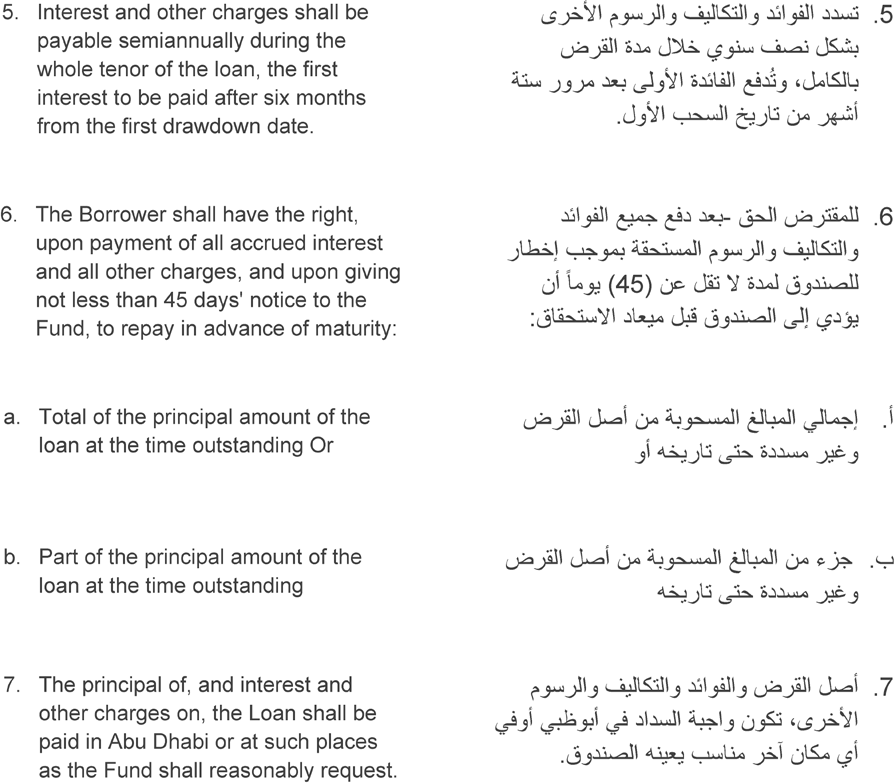 5. Interest and other charges shall be
payable semiannually during the
whole tenor of the loan, the first
interest to be paid after six months
from the first drawdown date.
5. تسدد الفوائد والتكاليف والرسوم الأخرى
بشكل نصف سنوي خلال مدة القرض
بالكامل، وتُدفع الفائدة الأولى بعد مرور ستة
أشهر من تاريخ السحب الأول.
6. The Borrower shall have the right,
upon payment of all accrued interest
and all other charges, and upon giving
not less than 45 days' notice to the
Fund, to repay in advance of maturity:
6. للمقترض الحق -بعد دفع جميع الفوائد
والتكاليف والرسوم المستحقة بموجب إخطار
للصندوق لمدة لا تقل عن (45) يوماً أن
يؤدي إلى الصندوق قبل ميعاد الاستحقاق:
a. Total of the principal amount of the
loan at the time outstanding Or
أ. إجمالي المبالغ المسحوبة من أصل القرض
وغير مسددة حتى تاريخه أو
b. Part of the principal amount of the
loan at the time outstanding
ب. جزء من المبالغ المسحوبة من أصل القرض
وغير مسددة حتى تاريخه
7. The principal of, and interest and
other charges on, the Loan shall be
paid in Abu Dhabi or at such places
as the Fund shall reasonably request.
7. أصل القرض والفوائد والتكاليف والرسوم
الأخرى، تكون واجبة السداد في أبوظبي أوفي
أي مكان آخر مناسب يعينه الصندوق.